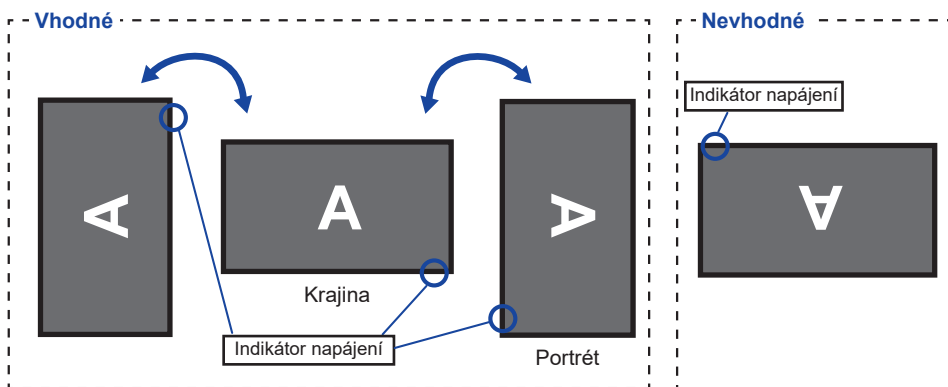 Vhodné
Nevhodné
Indikátor napájení
A
A
A
A
Krajina
Indikátor napájení
Portrét